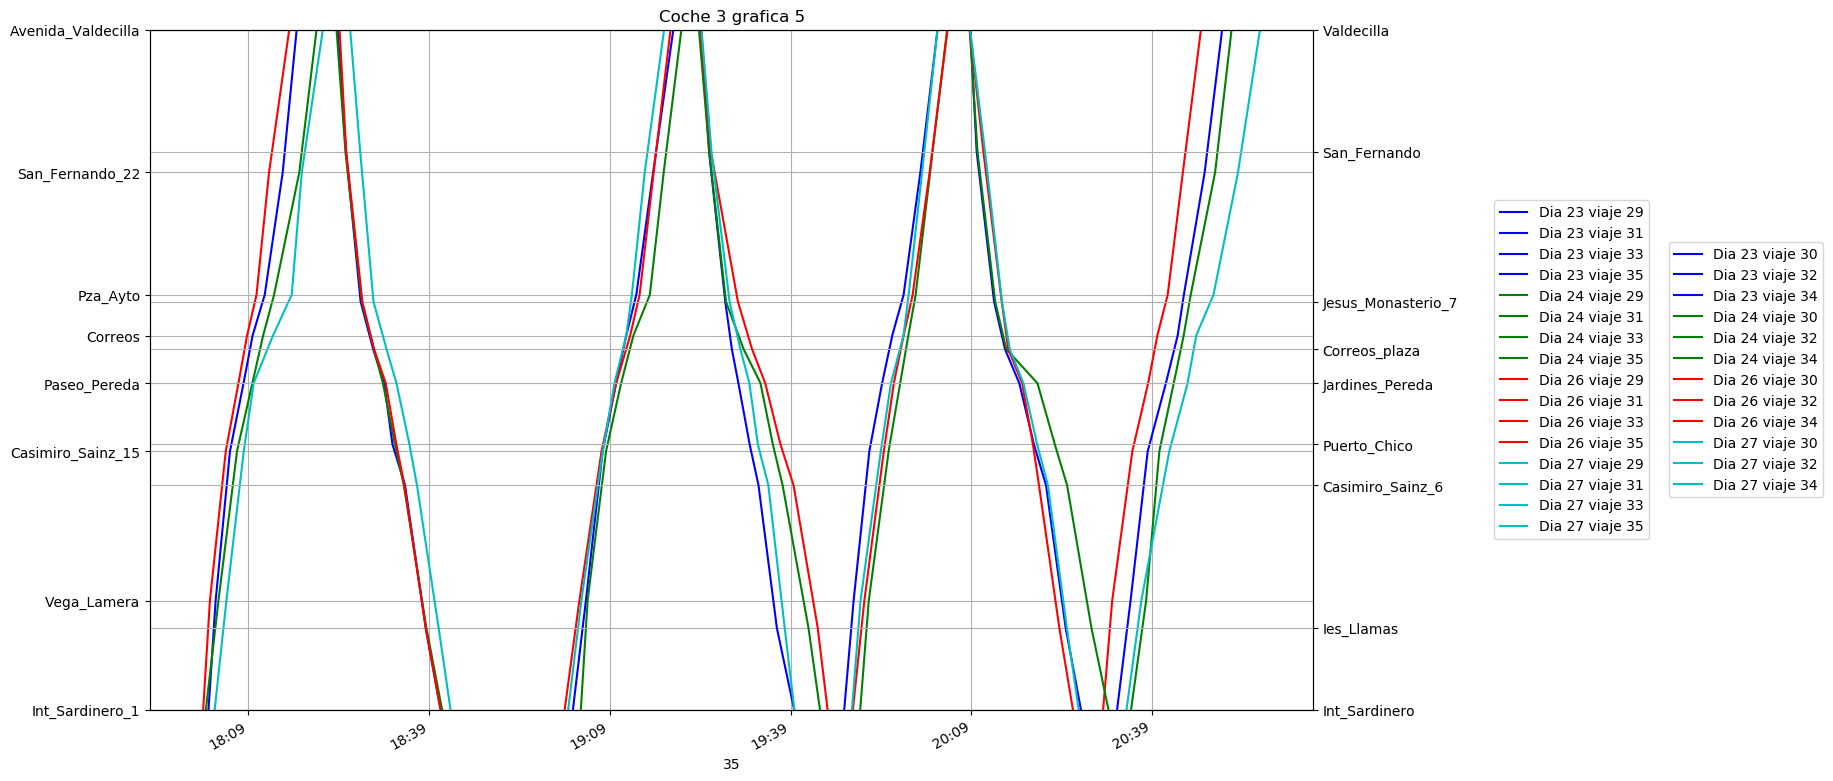 Coche 3 grafica 5
Avenida_Valdecilla
San_Fernando_22
Pza_Ayto
Correos
Paseo_Pereda
Casimiro_Sainz_15
Vega_Lamera
Int_Sardinero_1
Valdecilla
San_Fernando
Jesus_Monasterio_7
Correos_plaza
Jardines_Pereda
Puerto_Chico
Casimiro_Sainz_6
Ies_Llamas
Int_Sardinero
18:09
18:39
19:09
19:39
20:09
20:39
35
Dia 23 viaje 29
Dia 23 viaje 31
Dia 23 viaje 33
Dia 23 viaje 35
Dia 24 viaje 29
Dia 24 viaje 31
Dia 24 viaje 33
Dia 24 viaje 35
Dia 26 viaje 29
Dia 26 viaje 31
Dia 26 viaje 33
Dia 26 viaje 35
Dia 27 viaje 29
Dia 27 viaje 31
Dia 27 viaje 33
Dia 27 viaje 35
Dia 23 viaje 30
Dia 23 viaje 32
Dia 23 viaje 34
Dia 24 viaje 30
Dia 24 viaje 32
Dia 24 viaje 34
Dia 26 viaje 30
Dia 26 viaje 32
Dia 26 viaje 34
Dia 27 viaje 30
Dia 27 viaje 32
Dia 27 viaje 34